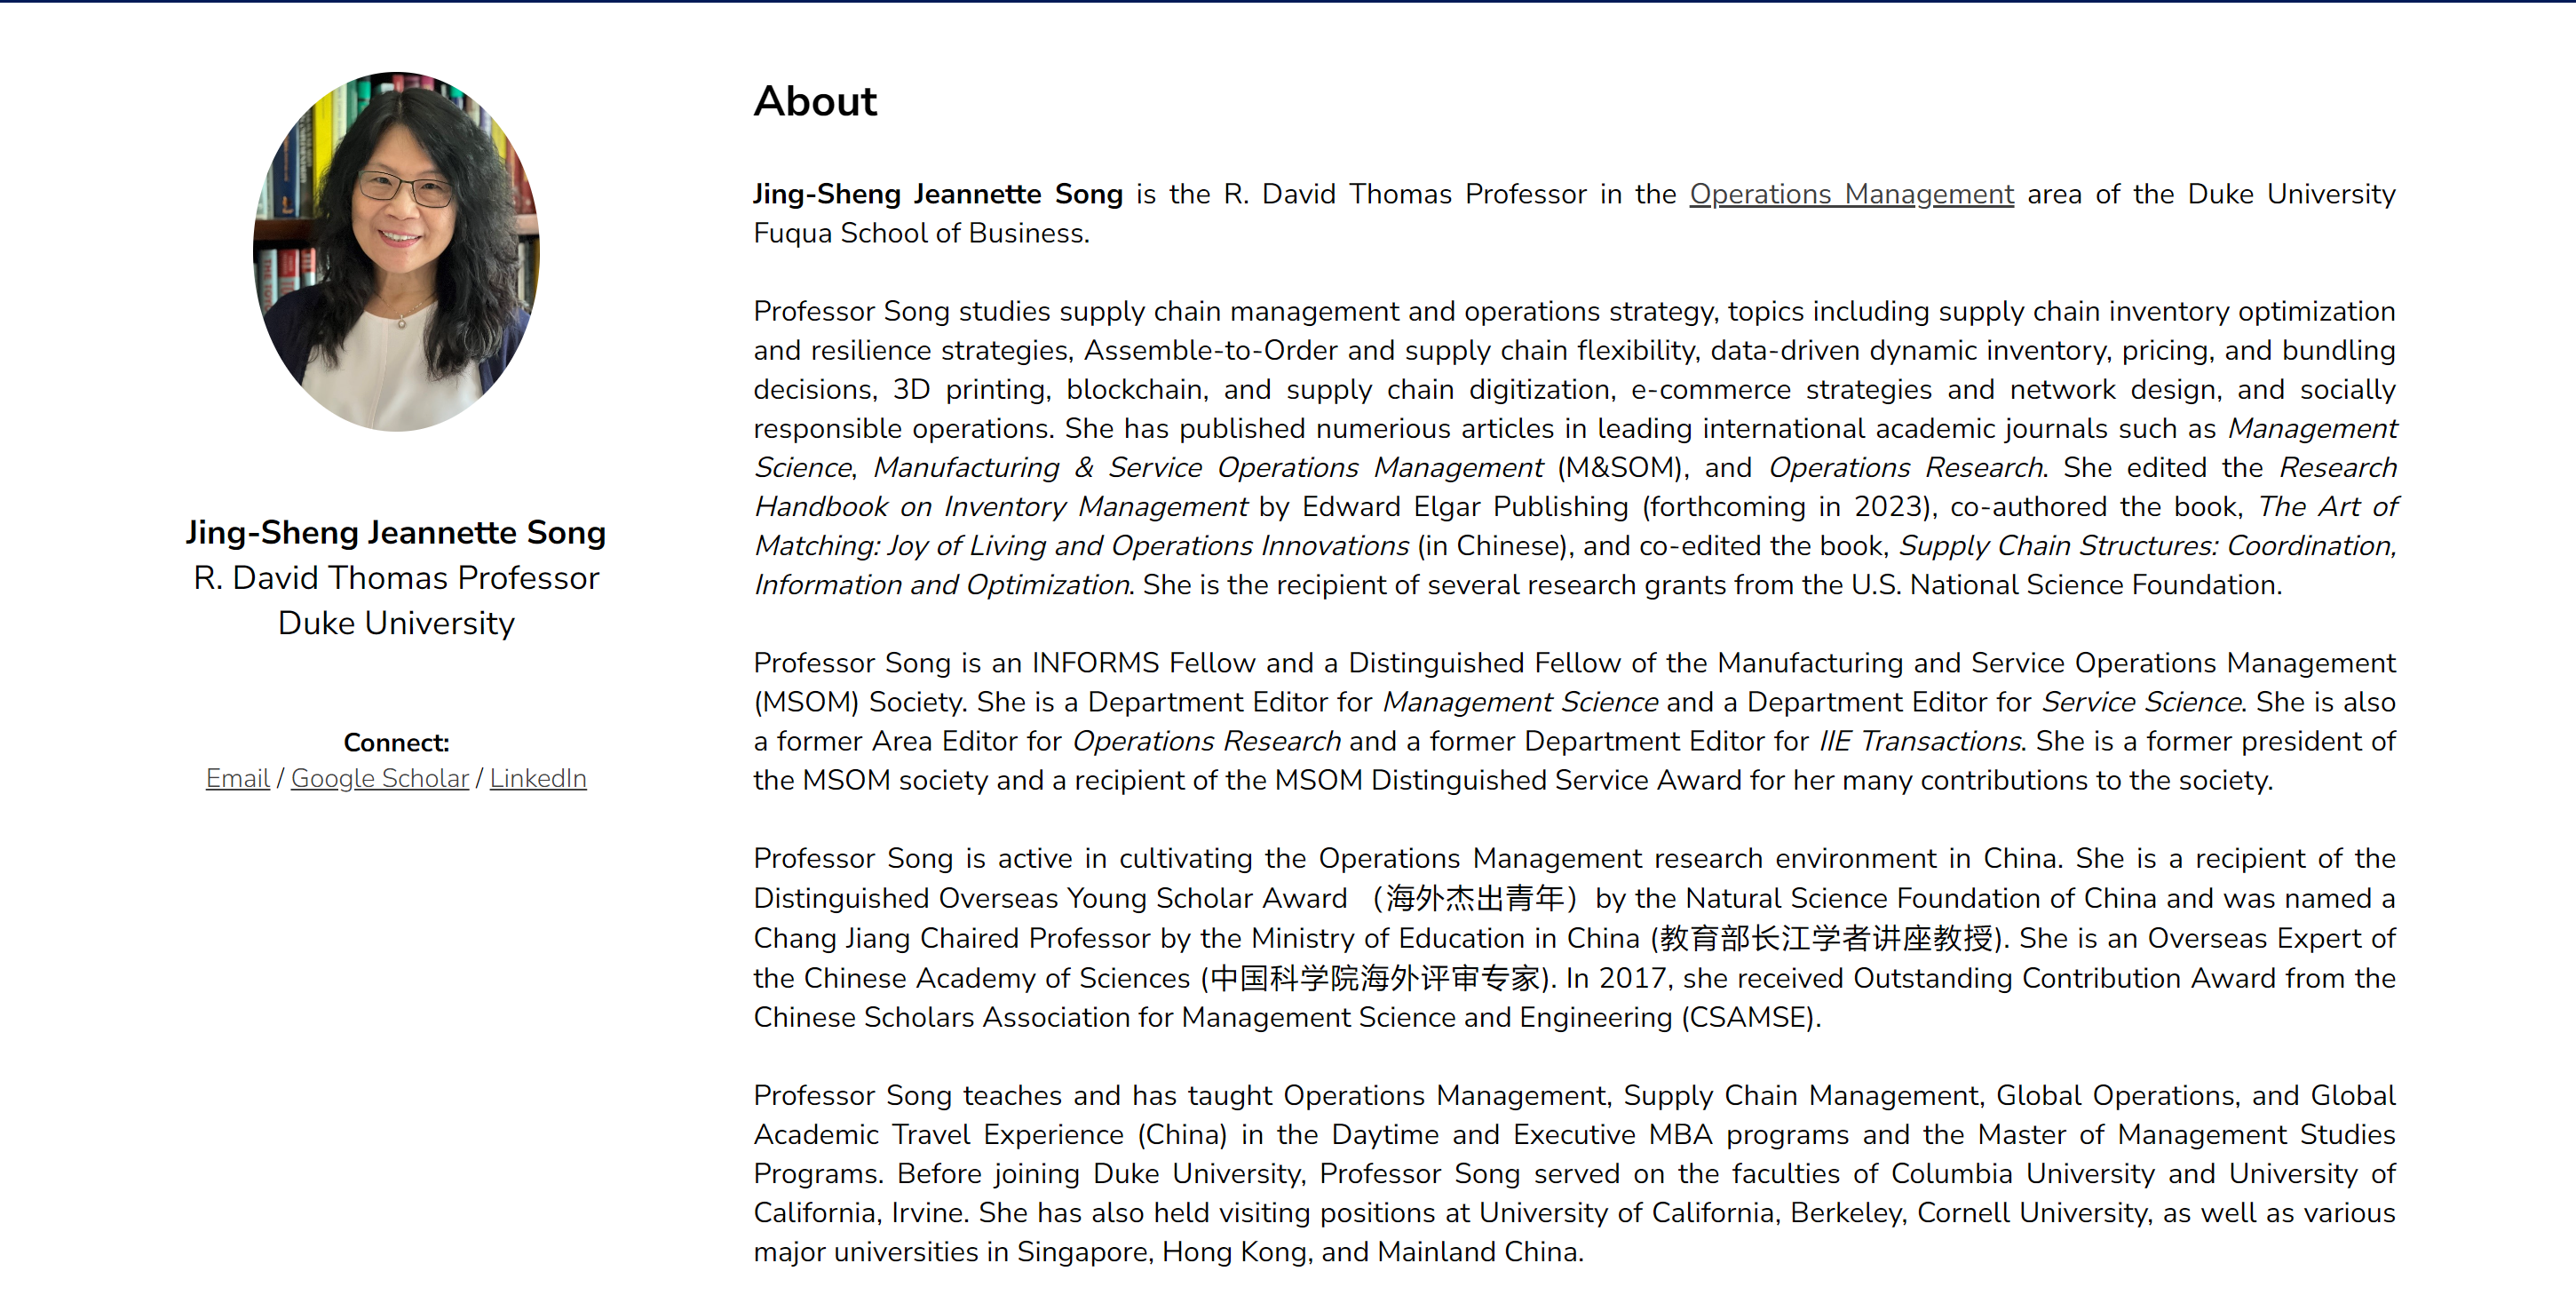 Jing-Sheng Jeannette Song
R. David Thomas Professor
Duke University
Connect:
Email / Google Scholar / LinkedIn
About
Jing-Sheng Jeannette Song is the R. David Thomas Professor in the Operations Management area of the Duke University
Fuqua School of Business.
Professor Song studies supply chain management and operations strategy, topics including supply chain inventory optimization
and resilience strategies, Assemble-to-Order and supply chain flexibility, data-driven dynamic inventory, pricing, and bundling
decisions, 3D printing, blockchain, and supply chain digitization, e-commerce strategies and network design, and socially
responsible operations. She has published numerious articles in leading international academic journals such as Management
Science, Manufacturing & Service Operations Management (M&SOM), and Operations Research. She edited the Research
Handbook on Inventory Management by Edward Elgar Publishing (forthcoming in 2023), co-authored the book, The Art of
Matching: Joy of Living and Operations Innovations (in Chinese), and co-edited the book, Supply Chain Structures: Coordination,
Information and Optimization. She is the recipient of several research grants from the U.S. National Science Foundation.
Professor Song is an INFORMS Fellow and a Distinguished Fellow of the Manufacturing and Service Operations Management
(MSOM) Society. She is a Department Editor for Management Science and a Department Editor for Service Science. She is also
a former Area Editor for Operations Research and a former Department Editor for IIE Transactions. She is a former president of
the MSOM society and a recipient of the MSOM Distinguished Service Award for her many contributions to the society.
Professor Song is active in cultivating the Operations Management research environment in China. She is a recipient of the
Distinguished Overseas Young Scholar Award （海外杰出青年）by the Natural Science Foundation of China and was named a
Chang Jiang Chaired Professor by the Ministry of Education in China (教育部长江学者讲座教授). She is an Overseas Expert of
the Chinese Academy of Sciences (中国科学院海外评审专家). In 2017, she received Outstanding Contribution Award from the
Chinese Scholars Association for Management Science and Engineering (CSAMSE).
Professor Song teaches and has taught Operations Management, Supply Chain Management, Global Operations, and Global
Academic Travel Experience (China) in the Daytime and Executive MBA programs and the Master of Management Studies
Programs. Before joining Duke University, Professor Song served on the faculties of Columbia University and University of
California, Irvine. She has also held visiting positions at University of California, Berkeley, Cornell University, as well as various
major universities in Singapore, Hong Kong, and Mainland China.